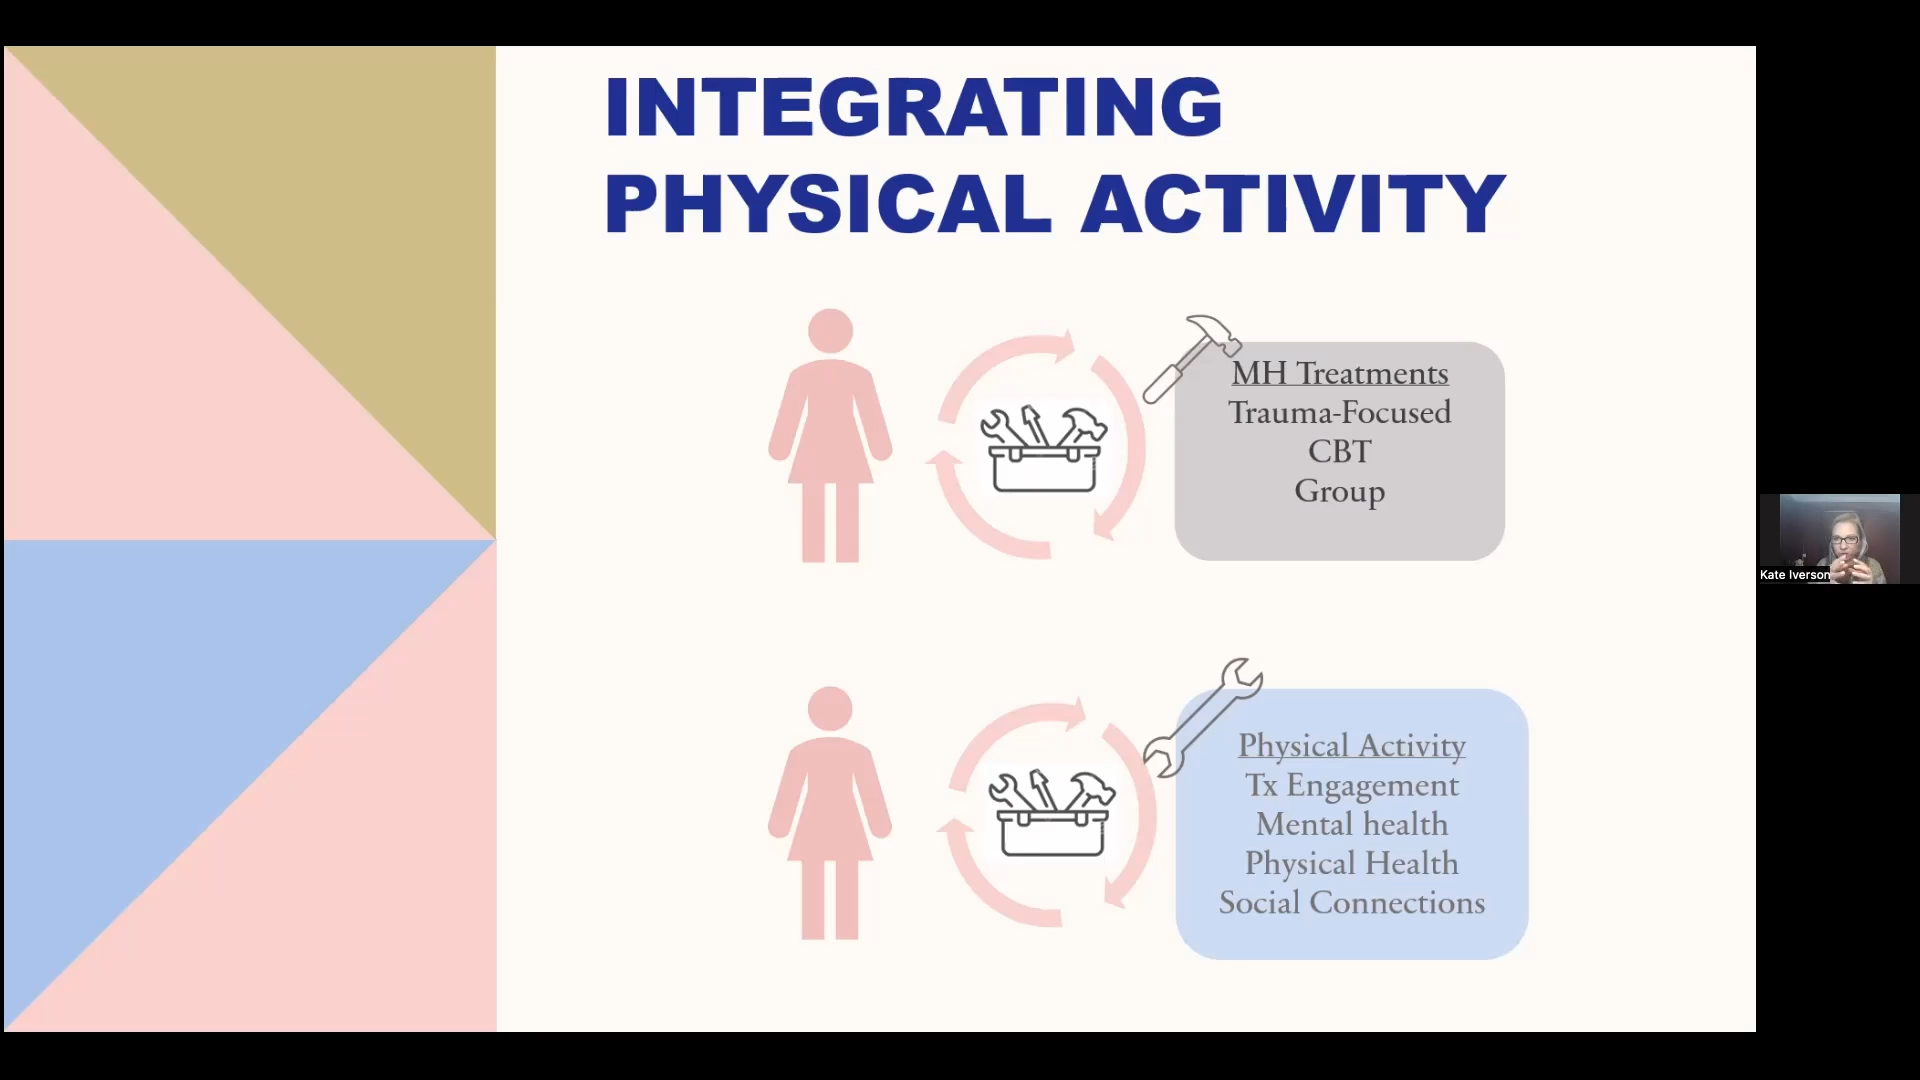 INTEGRATING
PHYSICAL ACTIVITY
MH Treatments
Trauma-Focused
CBT
Group
Physical Activity
Tx Engagement
Mental health
Physical Health
Social Connections
Kate Iverson